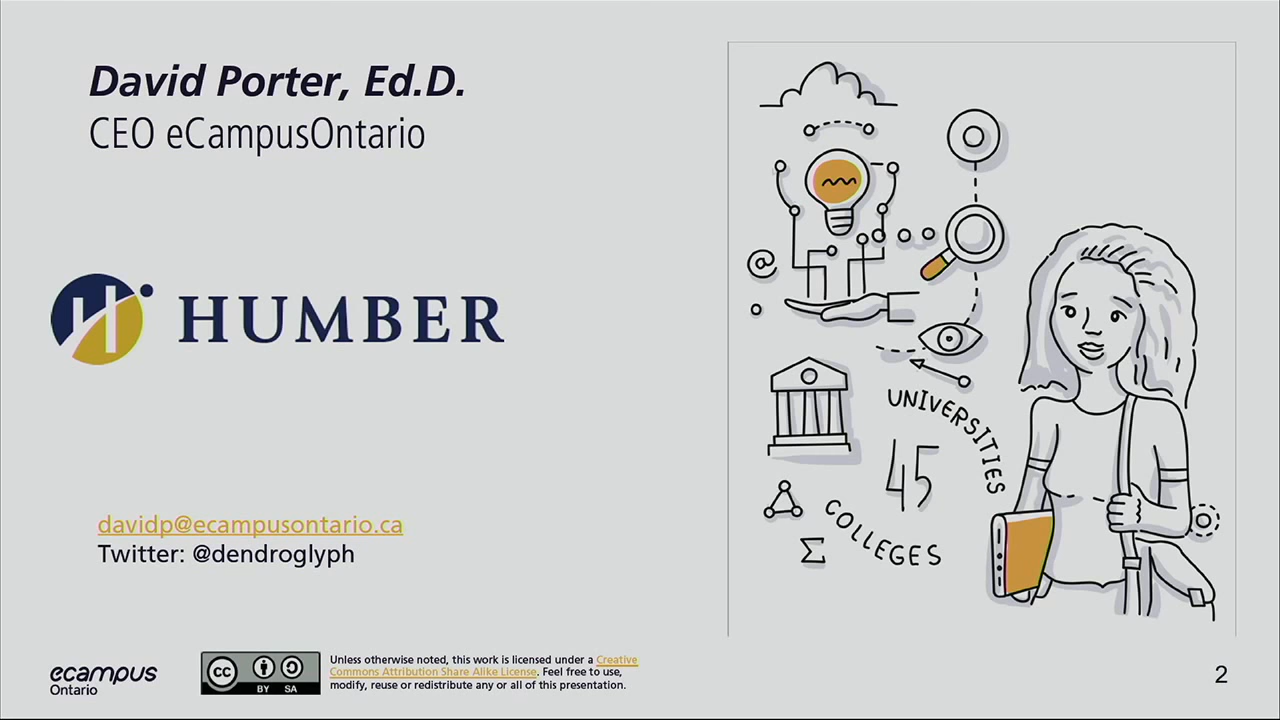 David Porter, Ed.D.
CEO eCampusOntario
HUMBER
davidp@ecampusontario.ca
Twitter: @dendroglyph
@
UNIVERSITIES
45
COLLEGES
Σ
ecampus
Ontario
cc
BY SA
Unless otherwise noted, this work is licensed under a Creative
Commons Attribution Share Alike License. Feel free to use,
modify, reuse or redistribute any or all of this presentation.
2